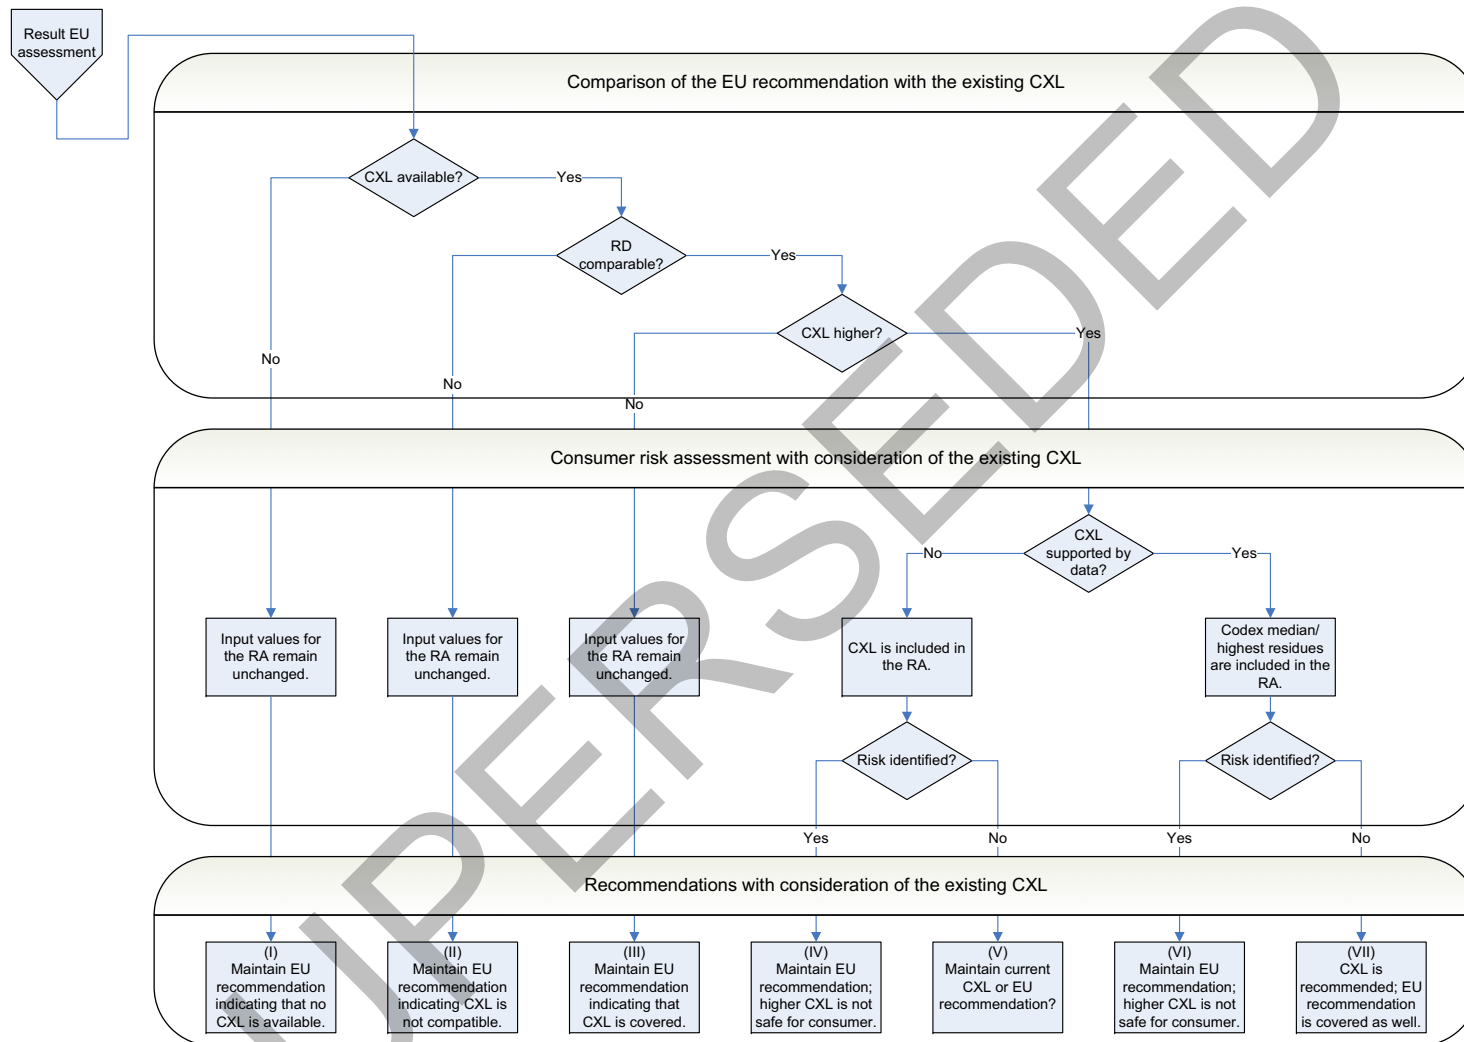 Result EU
assessment
Comparison of the EU recommendation with the existing CXL
CXL available?
Yes
RD
comparable?
Yes
CXL higher?
Yes
No
No
No
Consumer risk assessment with consideration of the existing CXL
CXL
supported by
data?
No
Yes
Input values for
the RA remain
unchanged.
Input values for
the RA remain
unchanged.
Input values for
the RA remain
unchanged.
CXL is included in
the RA.
Codex median/
highest residues
are included in the
RA.
Risk identified?
Risk identified?
Yes
No
Yes
No
Recommendations with consideration of the existing CXL
(I)
Maintain EU
recommendation
indicating that no
CXL is available.
(II)
Maintain EU
recommendation
indicating CXL is
not compatible.
(III)
Maintain EU
recommendation
indicating that
CXL is covered.
(IV)
Maintain EU
recommendation;
higher CXL is not
safe for consumer.
(V)
Maintain current
CXL or EU
recommendation?
(VI)
Maintain EU
recommendation;
higher CXL is not
safe for consumer.
(VII)
CXL is
recommended; EU
recommendation
is covered as well.
UPERSEDED